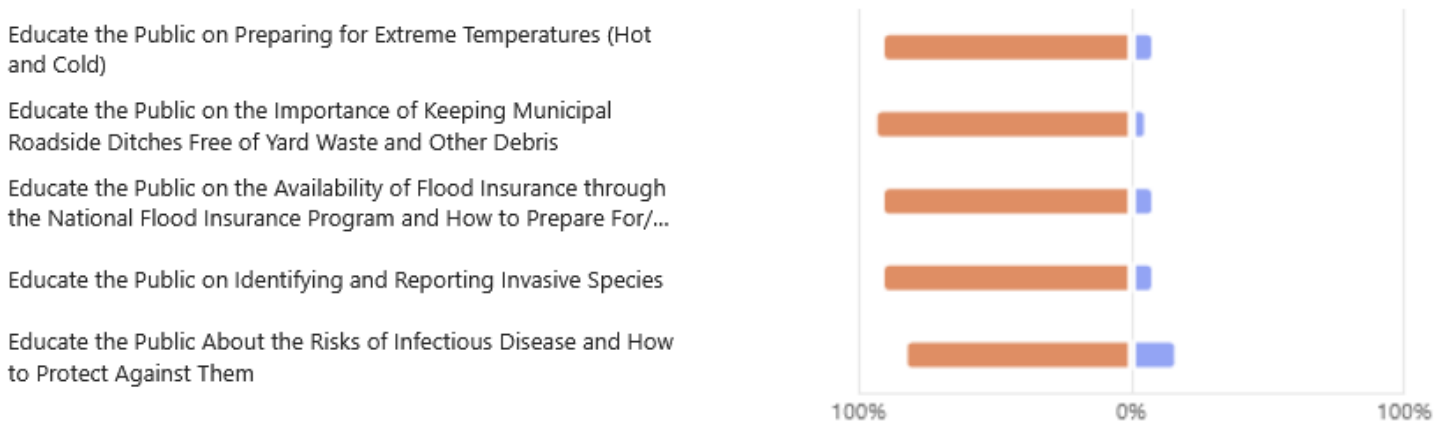 Educate the Public on Preparing for Extreme Temperatures (Hot
and Cold)
Educate the Public on the Importance of Keeping Municipal
Roadside Ditches Free of Yard Waste and Other Debris
Educate the Public on the Availability of Flood Insurance through
the National Flood Insurance Program and How to Prepare For/...
Educate the Public on Identifying and Reporting Invasive Species
Educate the Public About the Risks of Infectious Disease and How
to Protect Against Them
100% 0% 100%